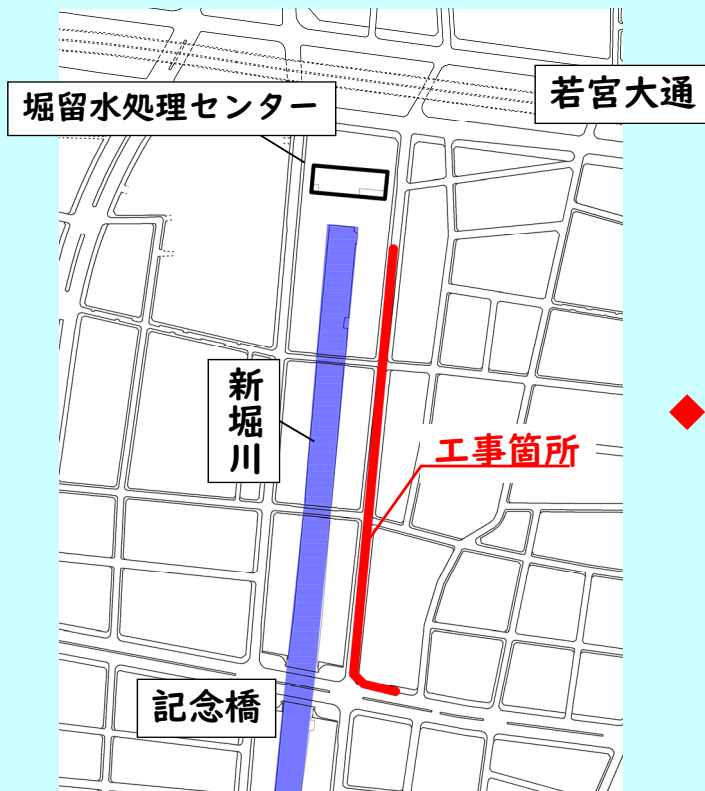 若宮大通
堀留水処理センター
新堀川
工事箇所
記念橋